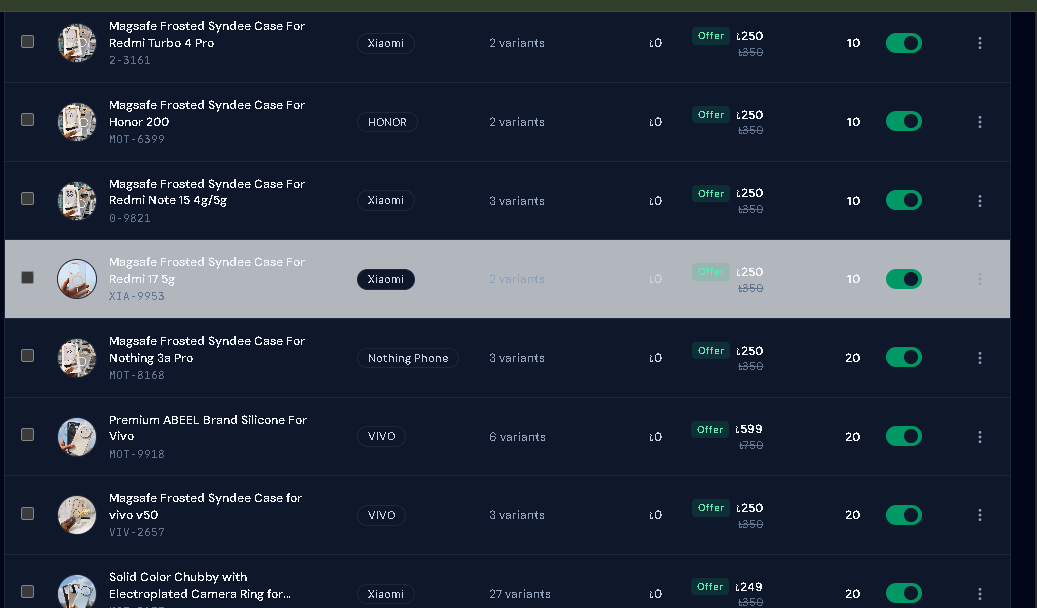 Magsafe Frosted Syndee Case For
Redmi Turbo 4 Pro
2-3161
Xiaomi
2 variants
৳0
Offer ৳250
৳350
10
Magsafe Frosted Syndee Case For
Honor 200
MOT-6399
HONOR
2 variants
৳0
Offer ৳250
৳350
10
Magsafe Frosted Syndee Case For
Redmi Note 15 4g/5g
0-9821
Xiaomi
3 variants
৳0
Offer ৳250
৳350
10
Magsafe Frosted Syndee Case For
Redmi 17 5g
XIA-9953
Xiaomi
2 variants
৳0
Offer ৳250
৳350
10
Magsafe Frosted Syndee Case For
Nothing 3a Pro
MOT-8168
Nothing Phone
3 variants
৳0
Offer ৳250
৳350
20
Premium ABEEL Brand Silicone For
Vivo
MOT-9918
VIVO
6 variants
৳0
Offer ৳599
৳750
20
Magsafe Frosted Syndee Case for
vivo v50
VIV-2657
VIVO
3 variants
৳0
Offer ৳250
৳350
20
Solid Color Chubby with
Electroplated Camera Ring for...
Xiaomi
27 variants
৳0
Offer ৳249
৳350
20